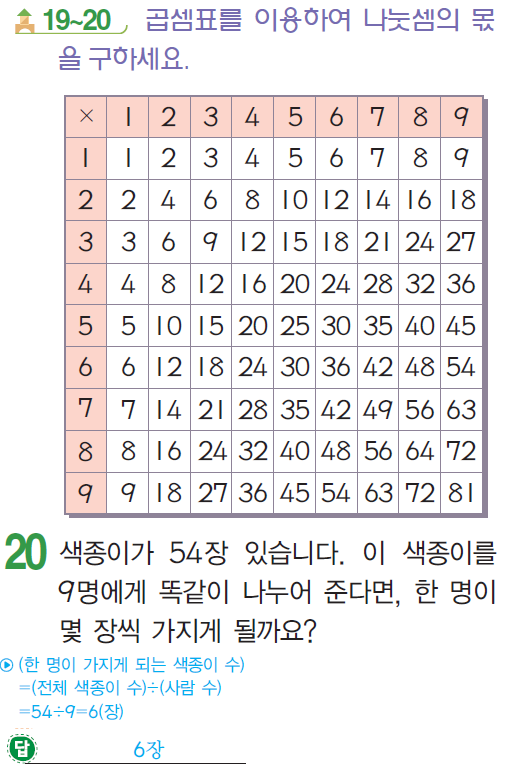 19~20 곱셈표를 이용하여 나눗셈의 몫
을 구하세요.
× 1 2 3 4 5 6 7 8 9
1 1 2 3 4 5 6 7 8 9
2 2 4 6 8 10 12 14 16 18
3 3 6 9 12 15 18 21 24 27
4 4 8 12 16 20 24 28 32 36
5 5 10 15 20 25 30 35 40 45
6 6 12 18 24 30 36 42 48 54
7 7 14 21 28 35 42 49 56 63
8 8 16 24 32 40 48 56 64 72
9 9 18 27 36 45 54 63 72 81
20 색종이가 54장 있습니다. 이 색종이를
9명에게 똑같이 나누어 준다면, 한 명이
몇 장씩 가지게 될까요?
(한 명이 가지게 되는 색종이 수)
=(전체 색종이 수)÷(사람 수)
=54÷9=6(장)
답 6장